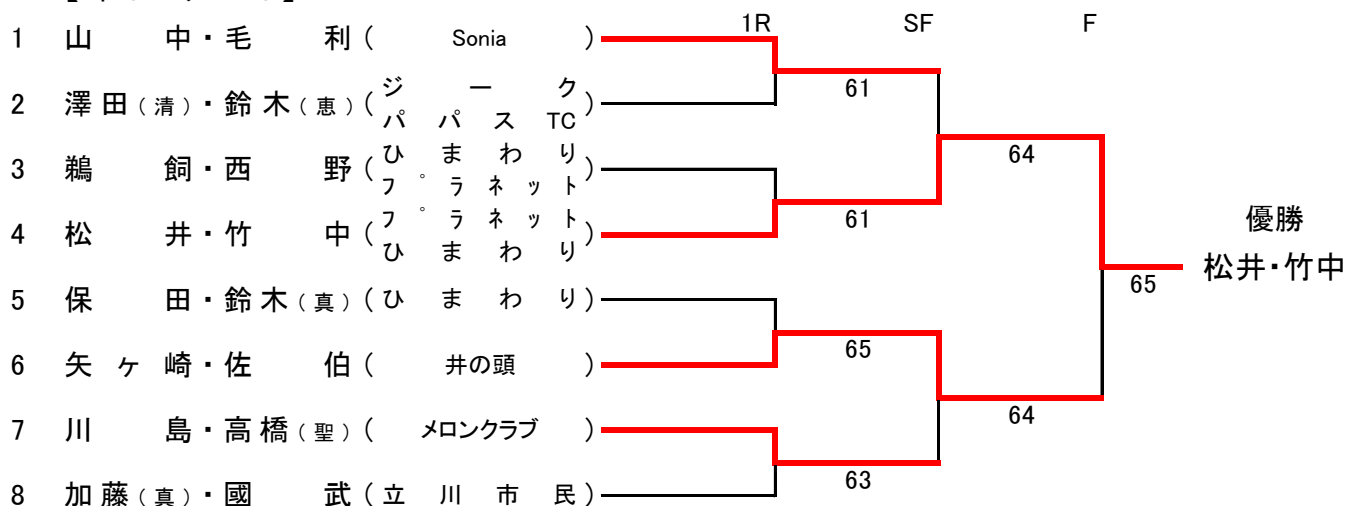 1R SF F
1 山中・毛利 ( Sonia )
61
2 澤田(清)・鈴木(恵) ( ジーク パパスTC )
64
3 鵜飼・西野 ( ひまわり プラネット )
61
4 松井・竹中 ( プラネット ひまわり )
優勝
松井・竹中
65
5 保田・鈴木(真) ( ひまわり )
65
6 矢ヶ崎・佐伯 ( 井の頭 )
64
7 川島・高橋(聖) ( メロンクラブ )
63
8 加藤(真)・國武 ( 立川市民 )